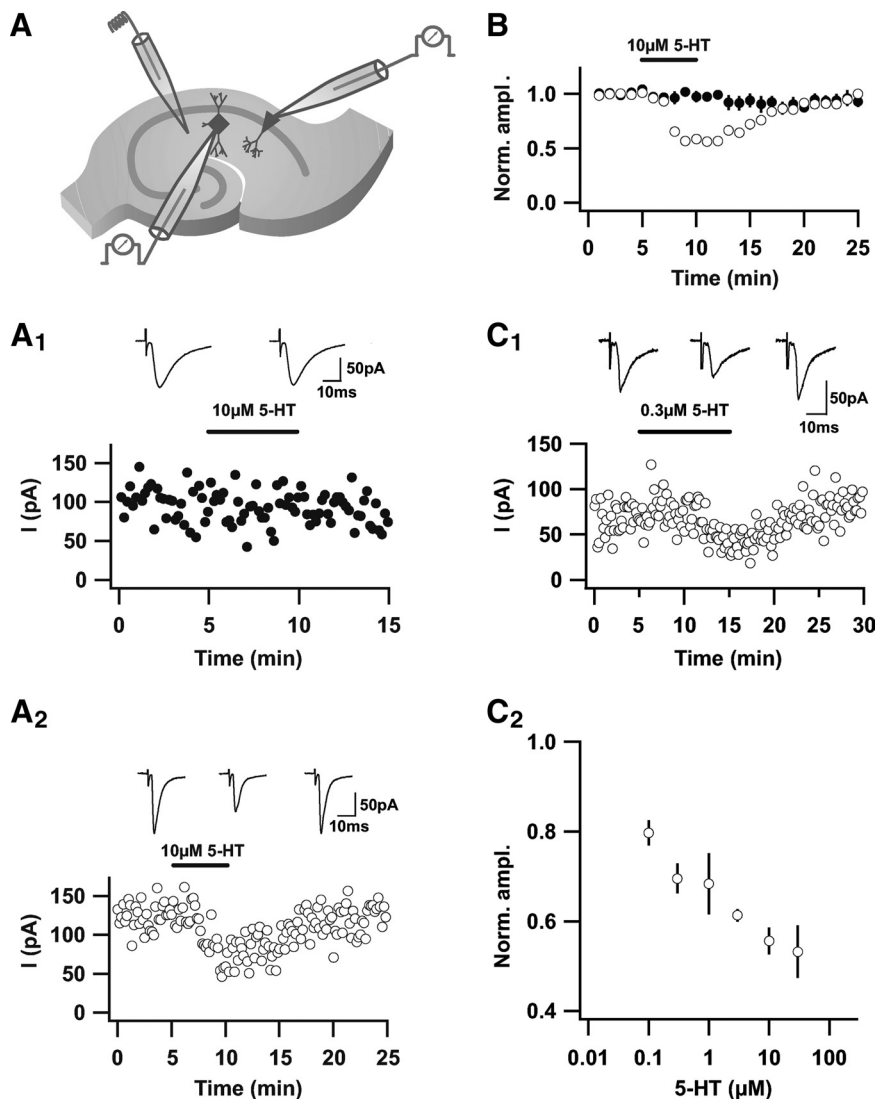 A
B
10µM 5-HT
Norm. ampl.
1.0
0.5
0.0
0 5 10 15 20 25
Time (min)
A1
50pA
10ms
10µM 5-HT
I (pA)
150
100
50
0
0 5 10 15
Time (min)
C1
50pA
10ms
0.3µM 5-HT
I (pA)
150
100
50
0
0 5 10 15 20 25 30
Time (min)
A2
50pA
10ms
10µM 5-HT
I (pA)
150
100
50
0
0 5 10 15 20 25
Time (min)
C2
Norm. ampl.
1.0
0.8
0.6
0.4
0.01 0.1 1 10 100
5-HT (µM)